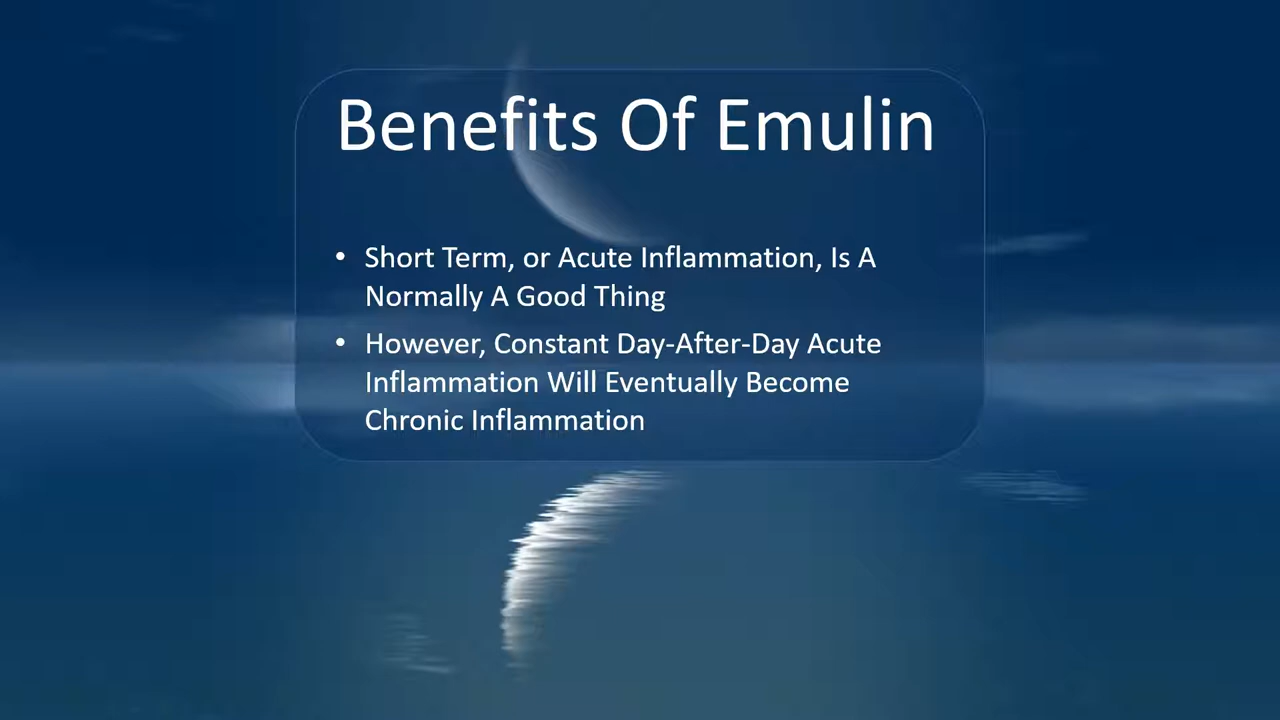 Benefits Of Emulin
• Short Term, or Acute Inflammation, Is A
Normally A Good Thing
• However, Constant Day-After-Day Acute
Inflammation Will Eventually Become
Chronic Inflammation